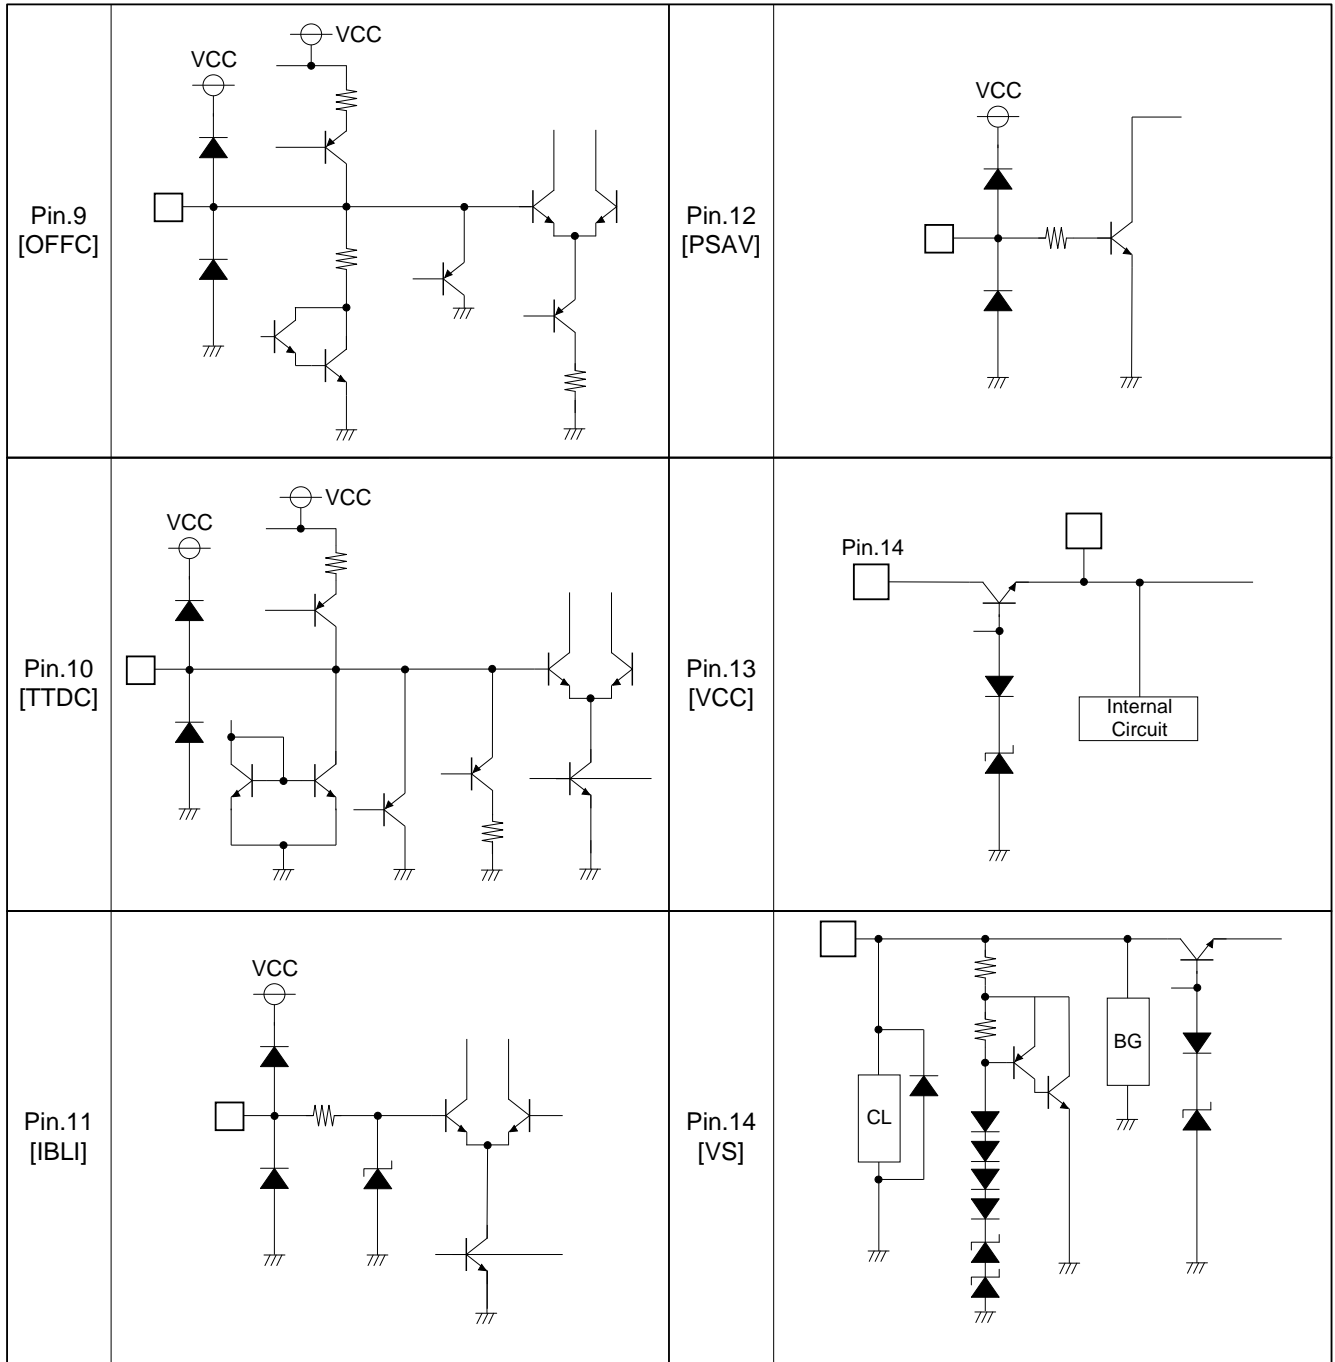 Pin.9
[OFFC]
VCC
VCC
Pin.12
[PSAV]
VCC
Pin.10
[TTDC]
VCC
VCC
Pin.13
[VCC]
Pin.14
Internal
Circuit
Pin.11
[IBLI]
VCC
Pin.14
[VS]
CL
BG